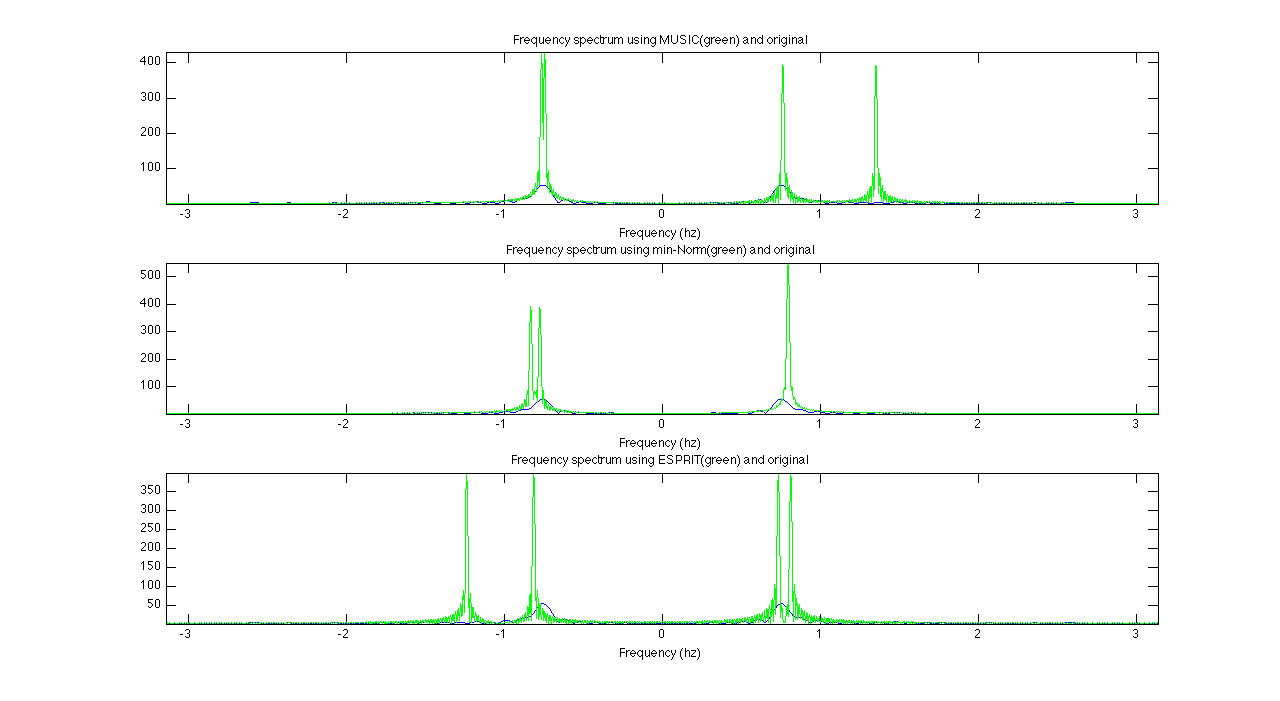 Frequency spectrum using MUSIC(green) and original
400
300
200
100
-3 -2 -1 0 1 2 3
Frequency (hz)
Frequency spectrum using min-Norm(green) and original
500
400
300
200
100
-3 -2 -1 0 1 2 3
Frequency (hz)
Frequency spectrum using ESPRIT(green) and original
350
300
250
200
150
100
50
-3 -2 -1 0 1 2 3
Frequency (hz)